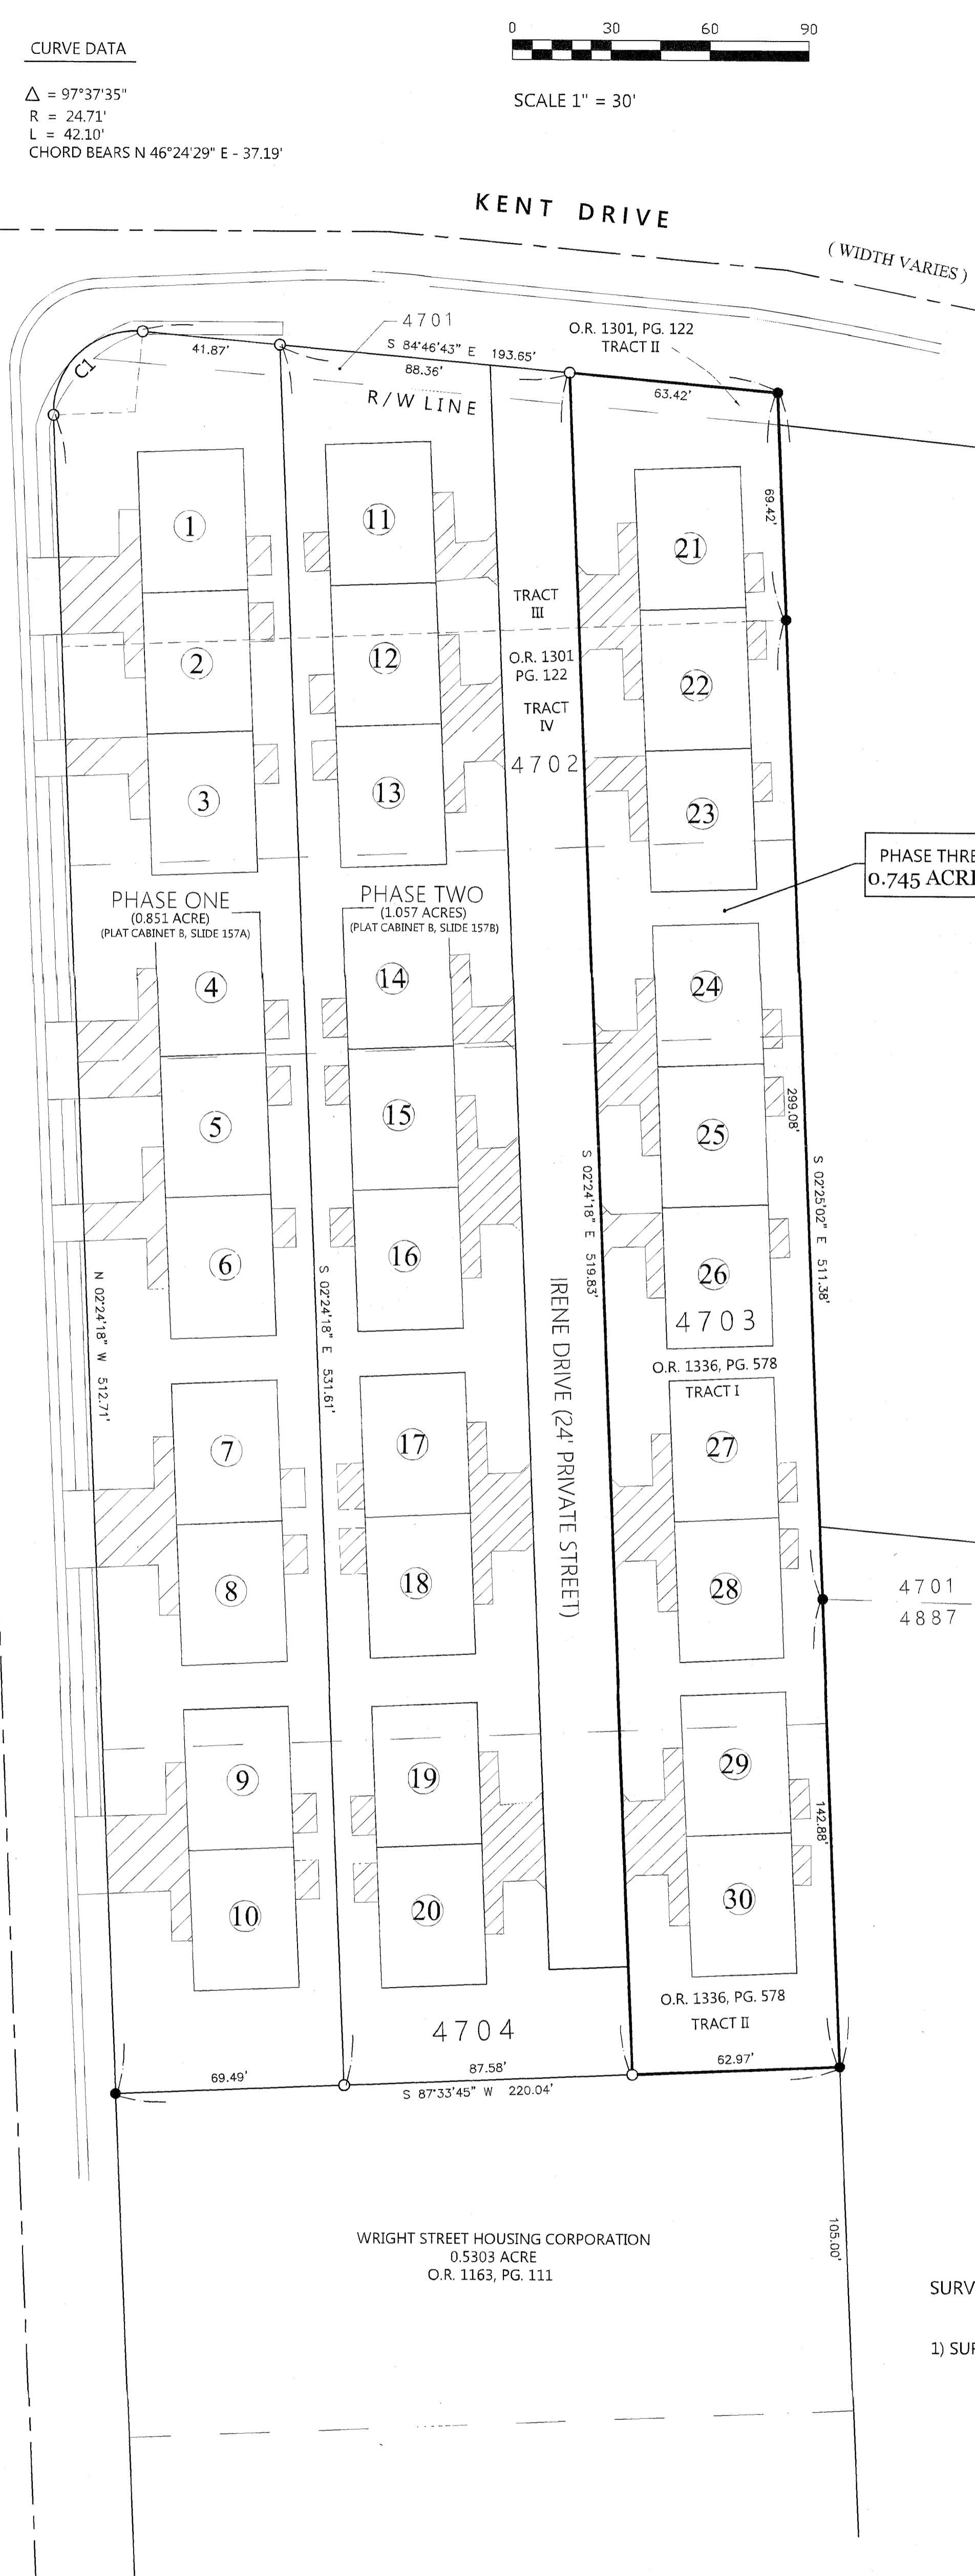 0 30 60 90
CURVE DATA
SCALE 1" = 30'
△ = 97°37'35"
R = 24.71'
L = 42.10'
CHORD BEARS N 46°24'29" E - 37.19'
KENT DRIVE
( WIDTH VARIES )
4701
O.R. 1301, PG. 122
TRACT II
41.87'
S 84°46'43" E 193.65'
88.36'
63.42'
C1
R/W LINE
69.42'
1
11
21
TRACT
III
O.R. 1301
PG. 122
TRACT
IV
4702
2
12
22
3
13
23
PHASE THRE
0.745 ACRE
PHASE ONE
(0.851 ACRE)
(PLAT CABINET B, SLIDE 157A)
PHASE TWO
(1.057 ACRES)
(PLAT CABINET B, SLIDE 157B)
4
14
24
5
15
25
299.08'
S 02°24'18" E 519.83'
S 02°25'02" E 511.38'
6
16
26
4703
N 02°24'18" W 512.71'
S 02°24'18" E 531.61'
IRENE DRIVE (24' PRIVATE STREET)
O.R. 1336, PG. 578
TRACT I
7
17
27
8
18
28
4701
4887
9
19
29
142.88'
10
20
30
O.R. 1336, PG. 578
TRACT II
4704
69.49'
87.58'
62.97'
S 87°33'45" W 220.04'
105.00'
WRIGHT STREET HOUSING CORPORATION
0.5303 ACRE
O.R. 1163, PG. 111
SURV
1) SUR